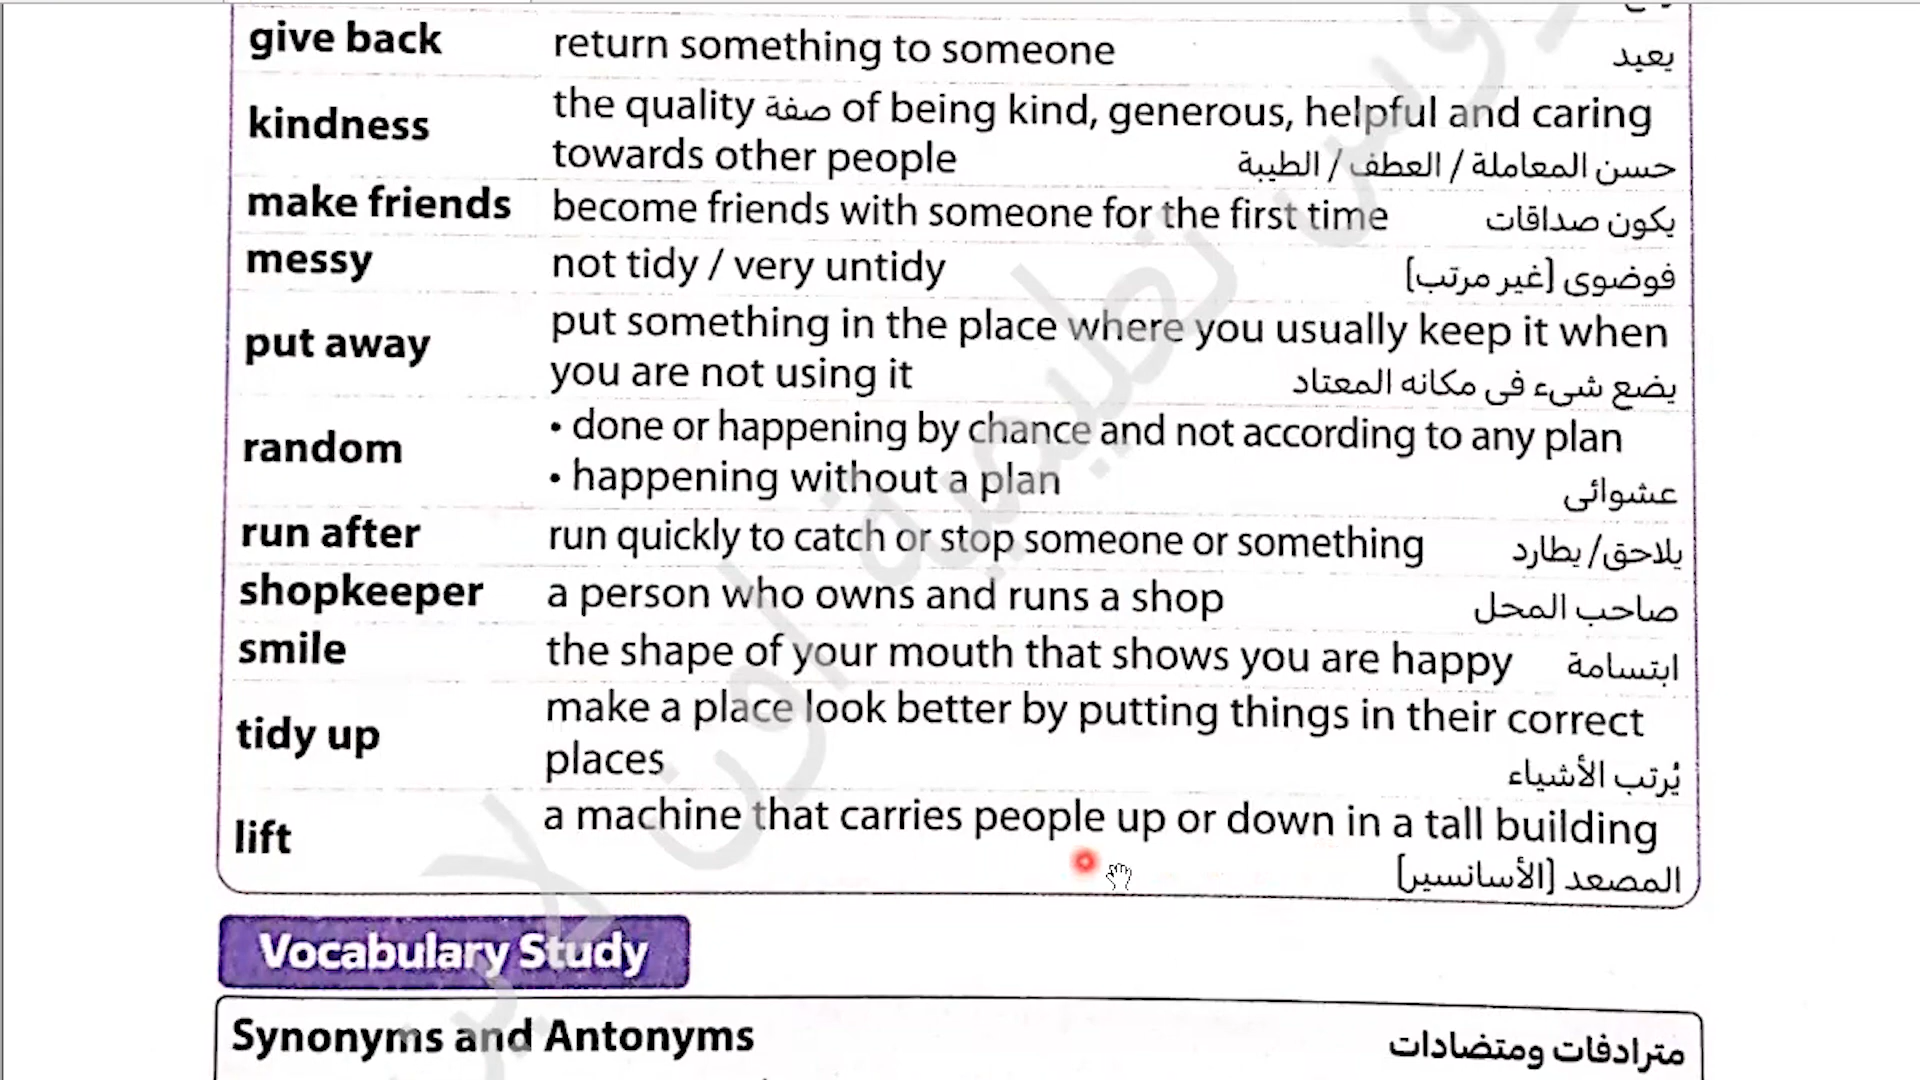 give back return something to someone يعيد
kindness the quality صفة of being kind, generous, helpful and caring
towards other people حسن المعاملة / العطف / الطيبة
make friends become friends with someone for the first time يكون صداقات
messy not tidy / very untidy فوضوى [غير مرتب]
put away put something in the place where you usually keep it when
you are not using it يضع شىء فى مكانه المعتاد
random • done or happening by chance and not according to any plan
• happening without a plan عشوائى
run after run quickly to catch or stop someone or something يلاحق/ يطارد
shopkeeper a person who owns and runs a shop صاحب المحل
smile the shape of your mouth that shows you are happy ابتسامة
tidy up make a place look better by putting things in their correct
places يُرتب الأشياء
lift a machine that carries people up or down in a tall building
المصعد [الأسانسير]
Vocabulary Study
Synonyms and Antonyms مترادفات ومتضادات